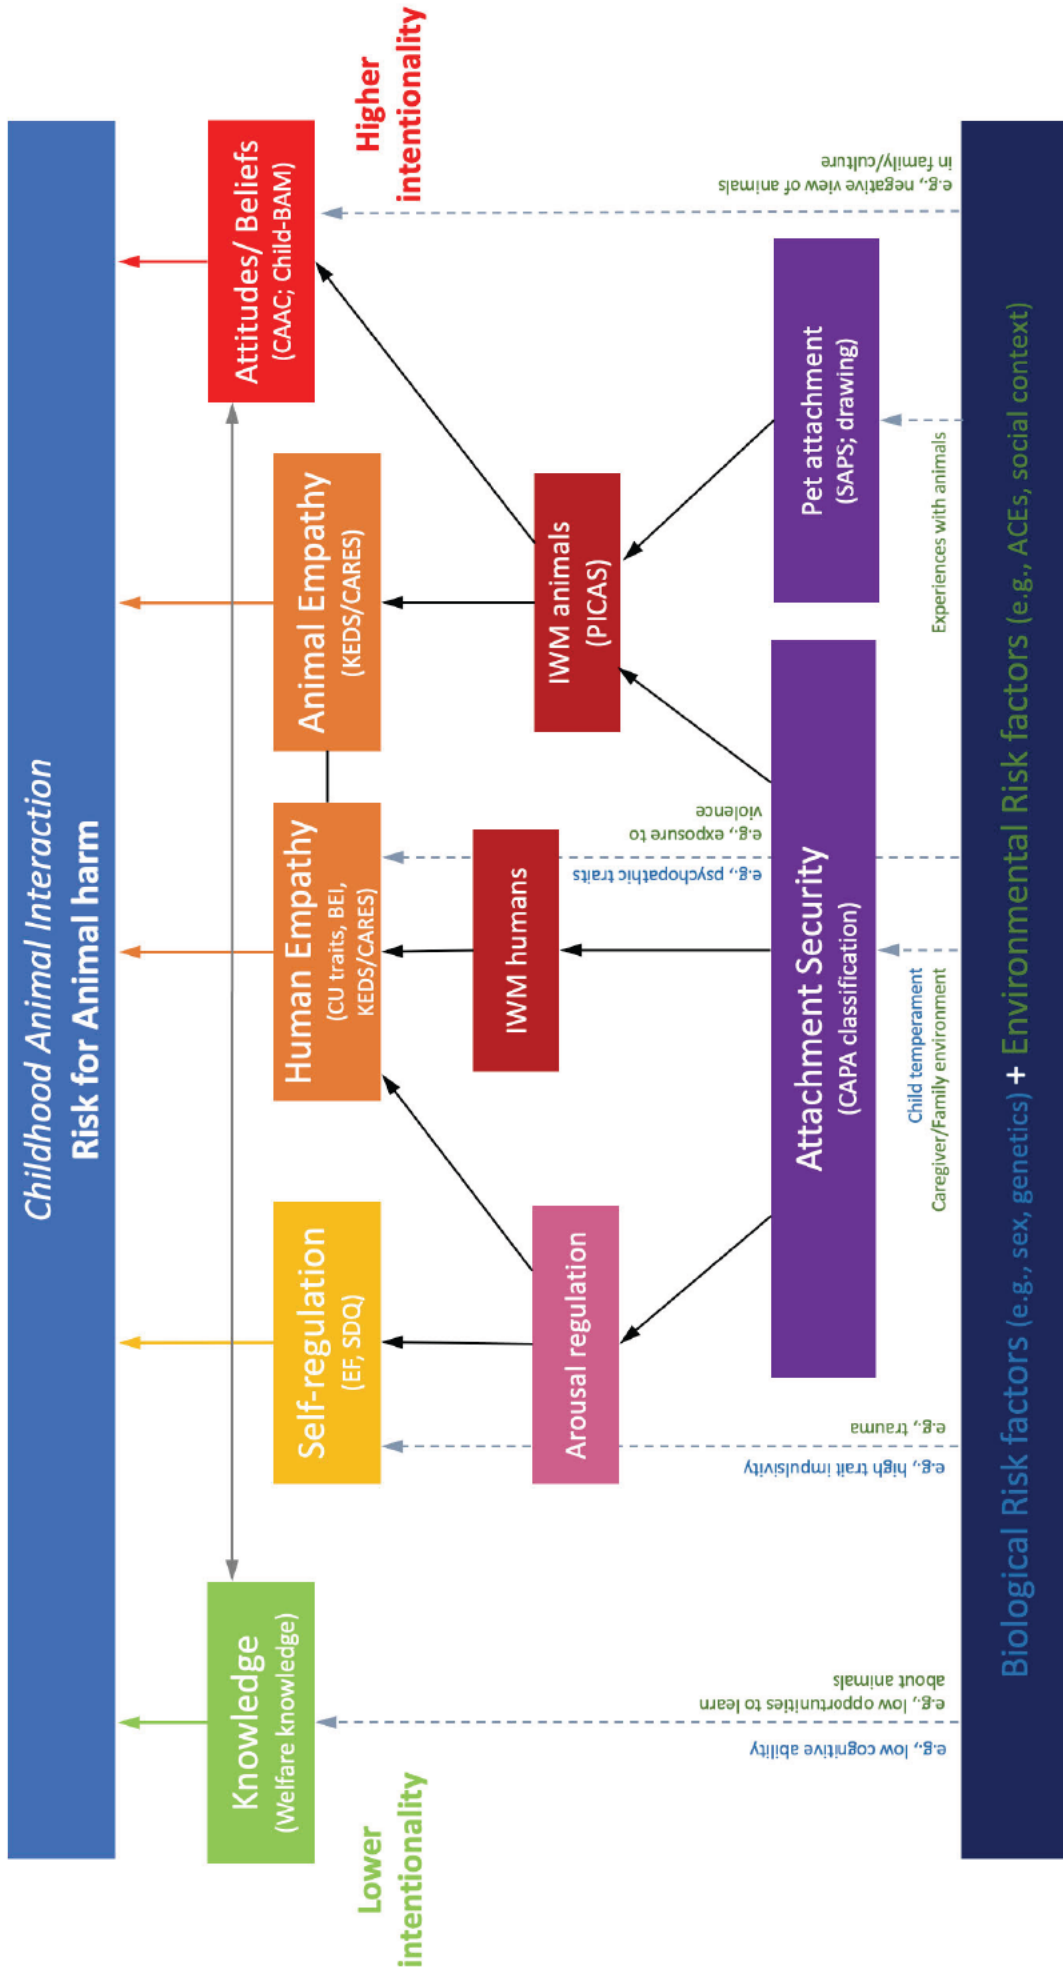 Childhood Animal Interaction
Risk for Animal harm
Knowledge
(Welfare knowledge)
Self-regulation
(EF, SDQ)
Human Empathy
(CU traits, BEI,
KEDS/CARES)
Animal Empathy
(KEDS/CARES)
Attitudes/ Beliefs
(CAAC; Child-BAM)
Lower
intentionality
Higher
intentionality
Arousal regulation
IWM humans
IWM animals
(PICAS)
Attachment Security
(CAPA classification)
Pet attachment
(SAPS; drawing)
e.g., low cognitive ability
e.g., low opportunities to learn
about animals
e.g., high trait impulsivity
e.g., trauma
Child temperament
Caregiver/Family environment
e.g., psychopathic traits
e.g., exposure to
violence
Experiences with animals
e.g., negative view of animals
in family/culture
Biological Risk factors (e.g., sex, genetics) + Environmental Risk factors (e.g., ACEs, social context)